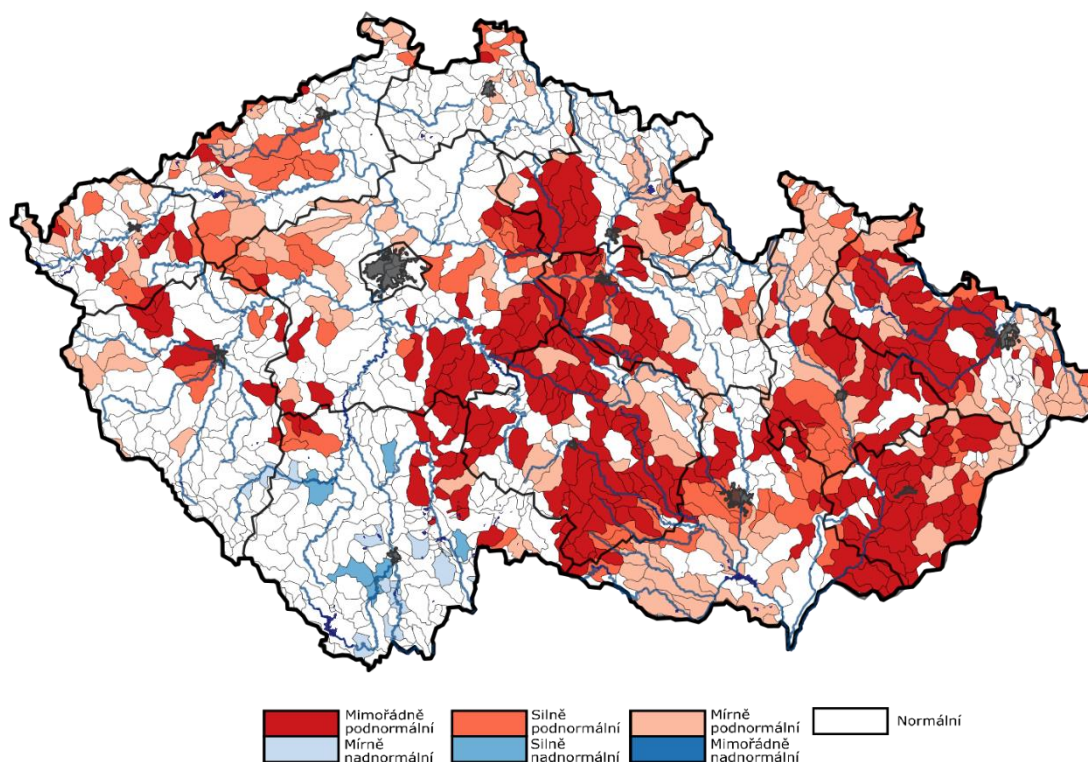 Mimořádně
podnormální
Silně
podnormální
Mírně
podnormální
Normální
Mírně
nadnormální
Silně
nadnormální
Mimořádně
nadnormální